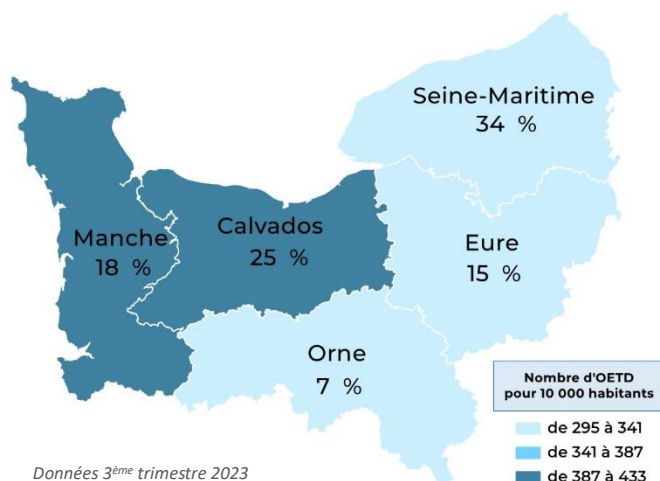 Seine-Maritime
34 %
Manche
18 %
Calvados
25 %
Eure
15 %
Orne
7 %
Nombre d'OETD
pour 10 000 habitants
de 295 à 341
de 341 à 387
de 387 à 433
Données 3ème trimestre 2023